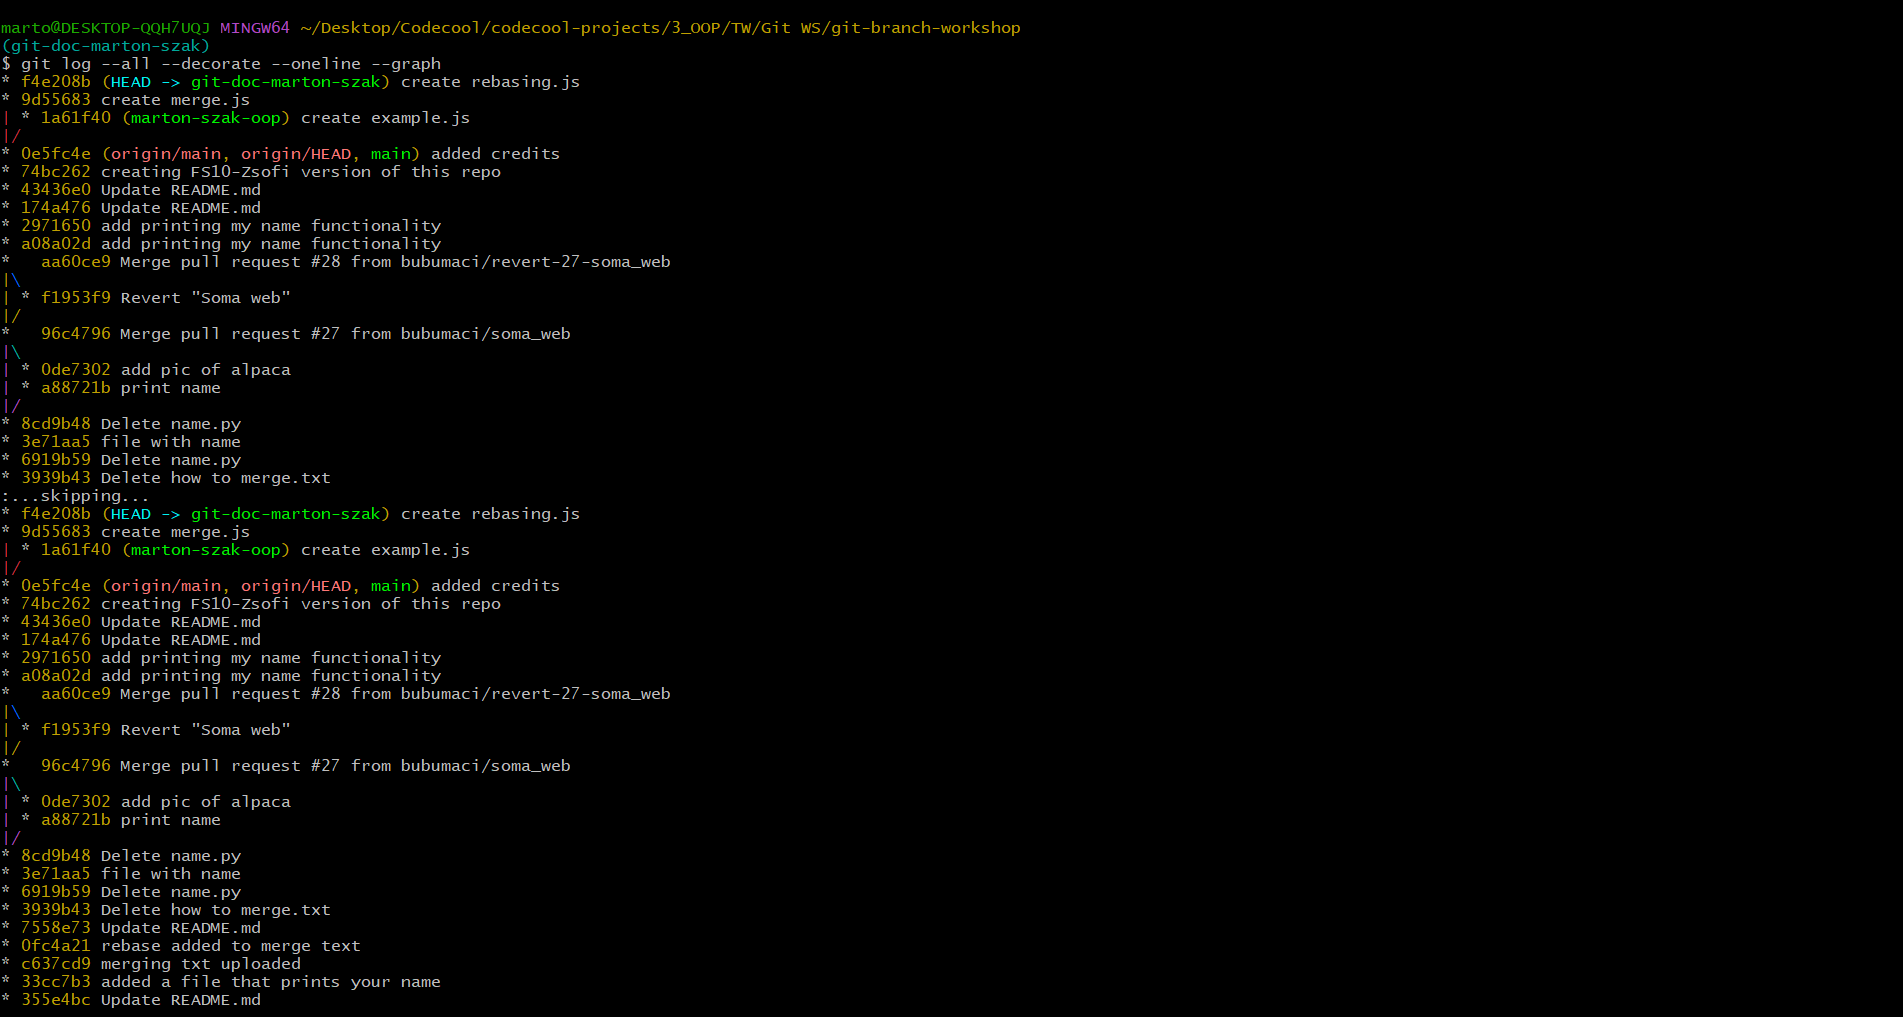 marto@DESKTOP-QQH7UQJ MINGW64 ~/Desktop/Codecool/codecool-projects/3_OOP/TW/Git WS/git-branch-workshop
(git-doc-marton-szak)
$ git log --all --decorate --oneline --graph
* f4e208b (HEAD -> git-doc-marton-szak) create rebasing.js
* 9d55683 create merge.js
| * 1a61f40 (marton-szak-oop) create example.js
|/
* 0e5fc4e (origin/main, origin/HEAD, main) added credits
* 74bc262 creating FS10-Zsofi version of this repo
* 43436e0 Update README.md
* 174a476 Update README.md
* 2971650 add printing my name functionality
* a08a02d add printing my name functionality
*   aa60ce9 Merge pull request #28 from bubumaci/revert-27-soma_web
|\
| * f1953f9 Revert "Soma web"
|/
*   96c4796 Merge pull request #27 from bubumaci/soma_web
|\
| * 0de7302 add pic of alpaca
| * a88721b print name
|/
* 8cd9b48 Delete name.py
* 3e71aa5 file with name
* 6919b59 Delete name.py
* 3939b43 Delete how to merge.txt
:...skipping...
* f4e208b (HEAD -> git-doc-marton-szak) create rebasing.js
* 9d55683 create merge.js
| * 1a61f40 (marton-szak-oop) create example.js
|/
* 0e5fc4e (origin/main, origin/HEAD, main) added credits
* 74bc262 creating FS10-Zsofi version of this repo
* 43436e0 Update README.md
* 174a476 Update README.md
* 2971650 add printing my name functionality
* a08a02d add printing my name functionality
*   aa60ce9 Merge pull request #28 from bubumaci/revert-27-soma_web
|\
| * f1953f9 Revert "Soma web"
|/
*   96c4796 Merge pull request #27 from bubumaci/soma_web
|\
| * 0de7302 add pic of alpaca
| * a88721b print name
|/
* 8cd9b48 Delete name.py
* 3e71aa5 file with name
* 6919b59 Delete name.py
* 3939b43 Delete how to merge.txt
* 7558e73 Update README.md
* 0fc4a21 rebase added to merge text
* c637cd9 merging txt uploaded
* 33cc7b3 added a file that prints your name
* 355e4bc Update README.md